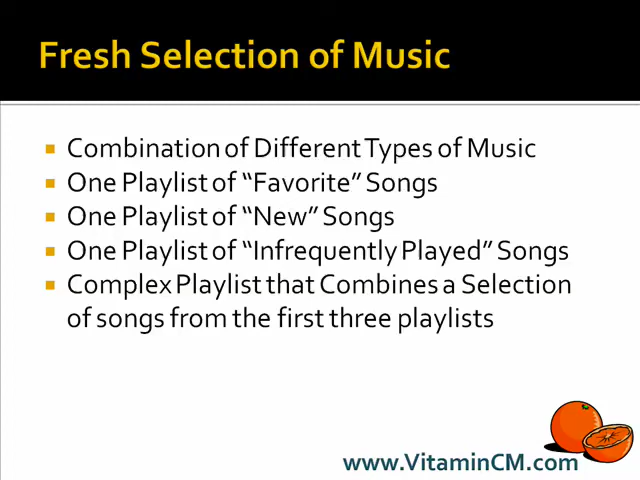 Fresh Selection of Music
Combination of Different Types of Music
One Playlist of “Favorite” Songs
One Playlist of “New” Songs
One Playlist of “Infrequently Played” Songs
Complex Playlist that Combines a Selection
of songs from the first three playlists
www.VitaminCM.com